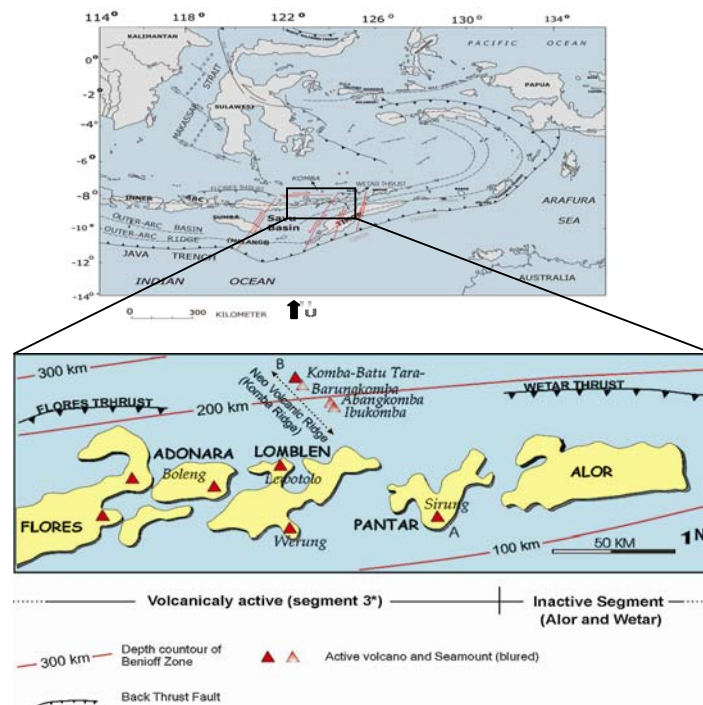 114° 118° 122° 126° 130° 134°
KALIMANTAN
PACIFIC OCEAN
2°
0°
PAPUA
-2°
MAKASSAR STRAIT
SULAWESI
-4°
-6°
KOMBA
WETAR THRUST
FLORES THRUST
-8°
INNER ARC
ARAFURA
SEA
SUMBA
Savu
Basin
-10°
OUTER-ARC BASIN
OUTER-ARC RIDGE
JAVA TRENCH
-12°
AUSTRALIA
INDIAN OCEAN
-14°
0 300 KILOMETER
300 km
B
Komba-Batu Tara-
Barungkomba
Abangkomba
Ibukomba
Neo Volcanic Ridge
(Komba Ridge)
WETAR THRUST
FLORES TRHRUST
200 km
ADONARA
LOMBLEN
Boleng
Lewotolo
ALOR
Sirung
FLORES
PANTAR
A
Werung
50 KM
1N
100 km
Volcanicaly active (segment 3*)
Inactive Segment
(Alor and Wetar)
300 km
Depth countour of
Benioff Zone
Active volcano and Seamount (blured)
Back Thrust Fault